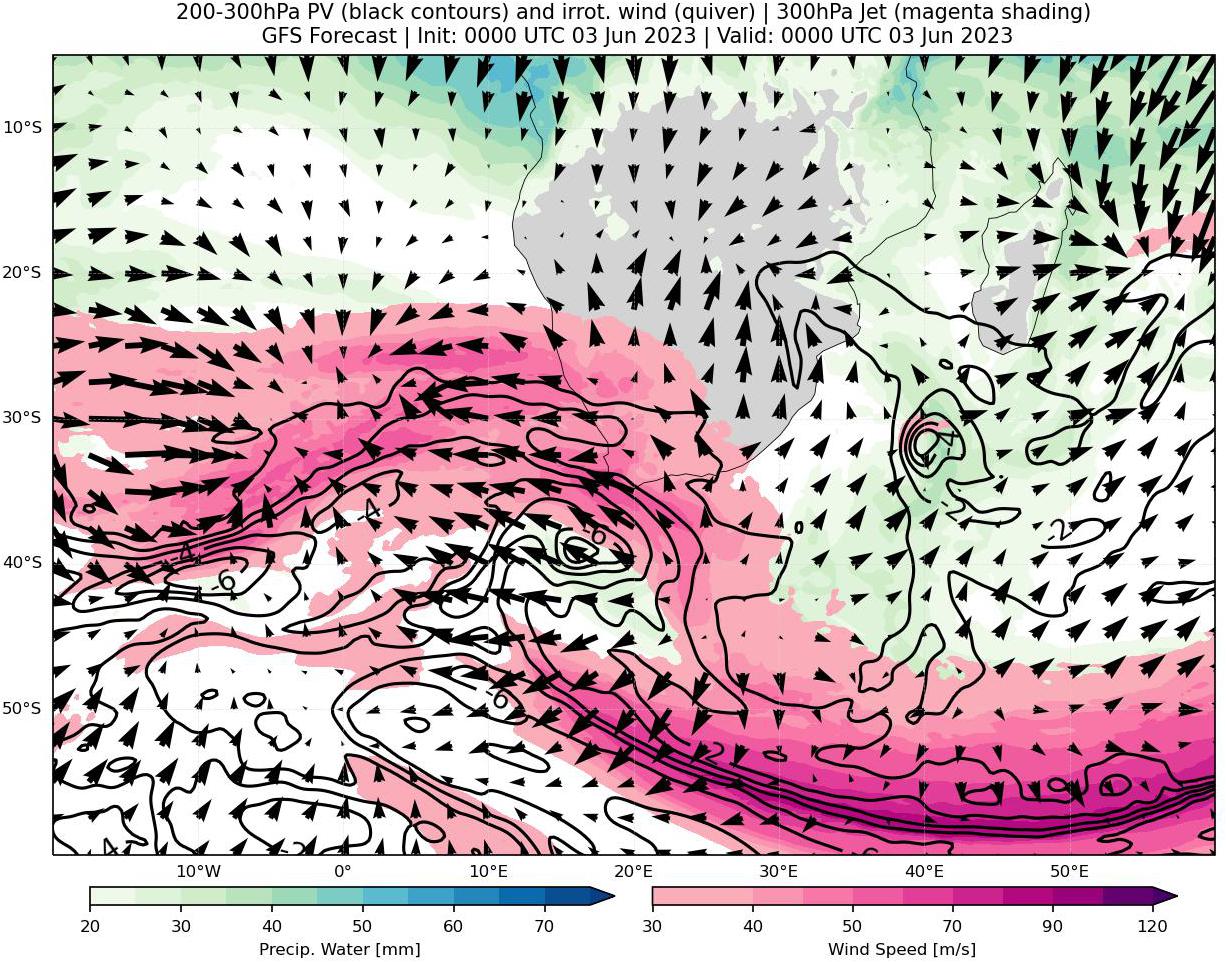 200-300hPa PV (black contours) and irrot. wind (quiver) | 300hPa Jet (magenta shading)
GFS Forecast | Init: 0000 UTC 03 Jun 2023 | Valid: 0000 UTC 03 Jun 2023
10°S
20°S
30°S
-4
-4
-2
-6
-2
40°S
-4
-6
-6
50°S
-2
-4
-2
10°W 0° 10°E 20°E 30°E 40°E 50°E
20 30 40 50 60 70
30 40 50 70 90 120
Precip. Water [mm] Wind Speed [m/s]